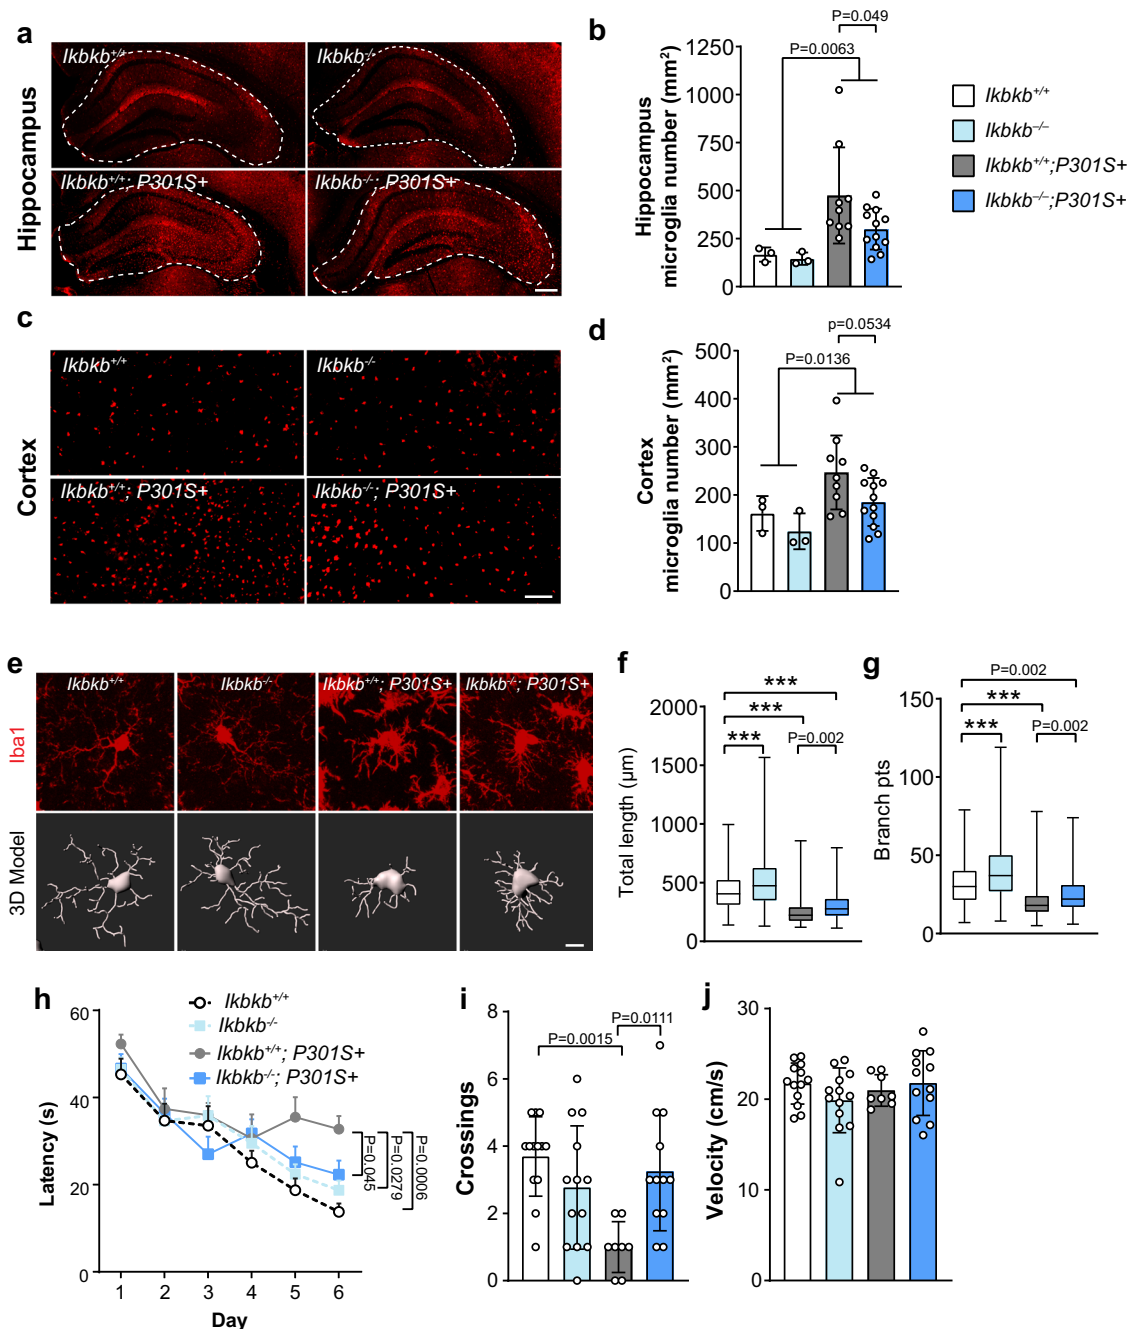 a
Hippocampus
Ikbkb+/+
Ikbkb-/-
Ikbkb+/+; P301S+
Ikbkb-/-; P301S+
b
P=0.049
P=0.0063
Hippocampus
microglia number (mm²)
1250
1000
750
500
250
0
Ikbkb+/+
Ikbkb–/–
Ikbkb+/+;P301S+
Ikbkb–/–;P301S+
c
Cortex
Ikbkb+/+
Ikbkb-/-
Ikbkb+/+; P301S+
Ikbkb-/-; P301S+
d
p=0.0534
P=0.0136
Cortex
microglia number (mm²)
500
400
300
200
100
0
e
Ikbkb+/+
Ikbkb-/-
Ikbkb+/+; P301S+
Ikbkb-/-; P301S+
Iba1
3D Model
f
***
***
***
P=0.002
Total length (µm)
2000
1500
1000
500
0
g
P=0.002
***
***
P=0.002
Branch pts
150
100
50
0
h
Ikbkb+/+
Ikbkb-/-
Ikbkb+/+; P301S+
Ikbkb-/-; P301S+
Latency (s)
60
40
20
0
P=0.045
P=0.0279
P=0.0006
1 2 3 4 5 6
Day
i
P=0.0111
P=0.0015
Crossings
8
6
4
2
0
j
Velocity (cm/s)
30
20
10
0